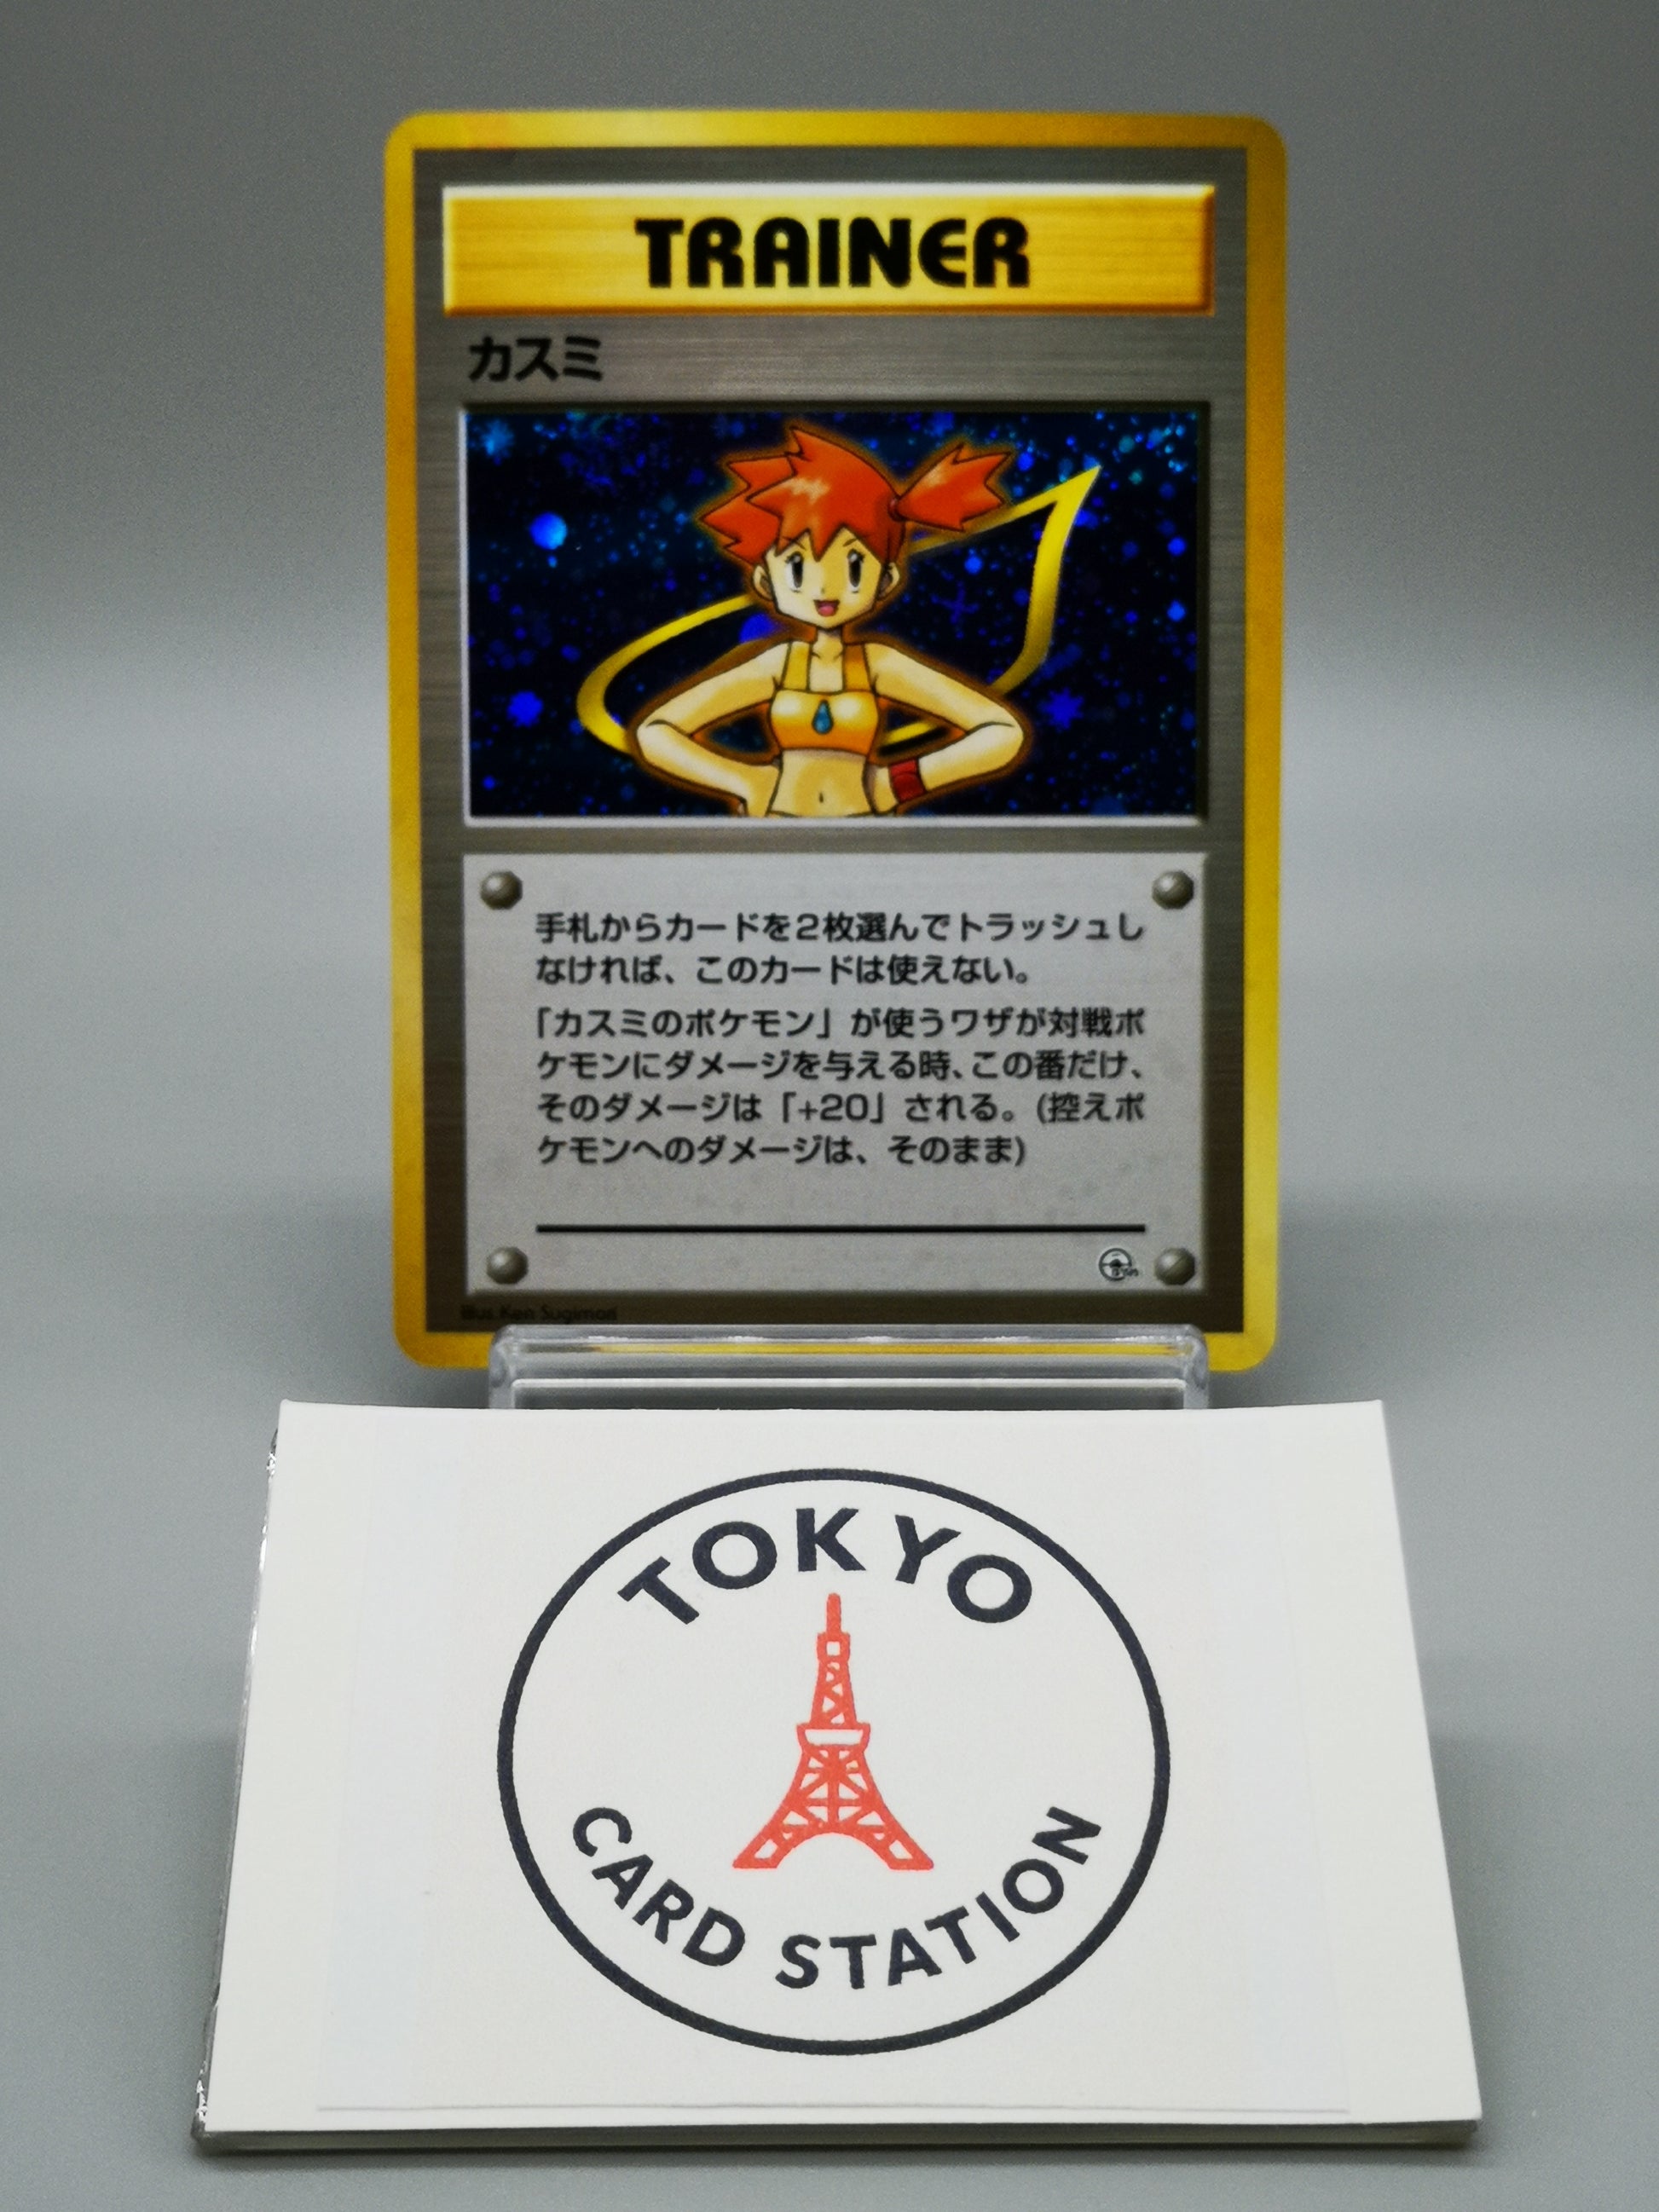 TRAINER
カスミ
手札からカードを2枚選んでトラッシュし
なければ、このカードは使えない。
「カスミのポケモン」が使うワザが対戦ポ
ケモンにダメージを与える時、この番だけ、
そのダメージは「+20」される。(控えポ
ケモンへのダメージは、そのまま)
Illus. Ken Sugimori
TOKYO
CARD STATION